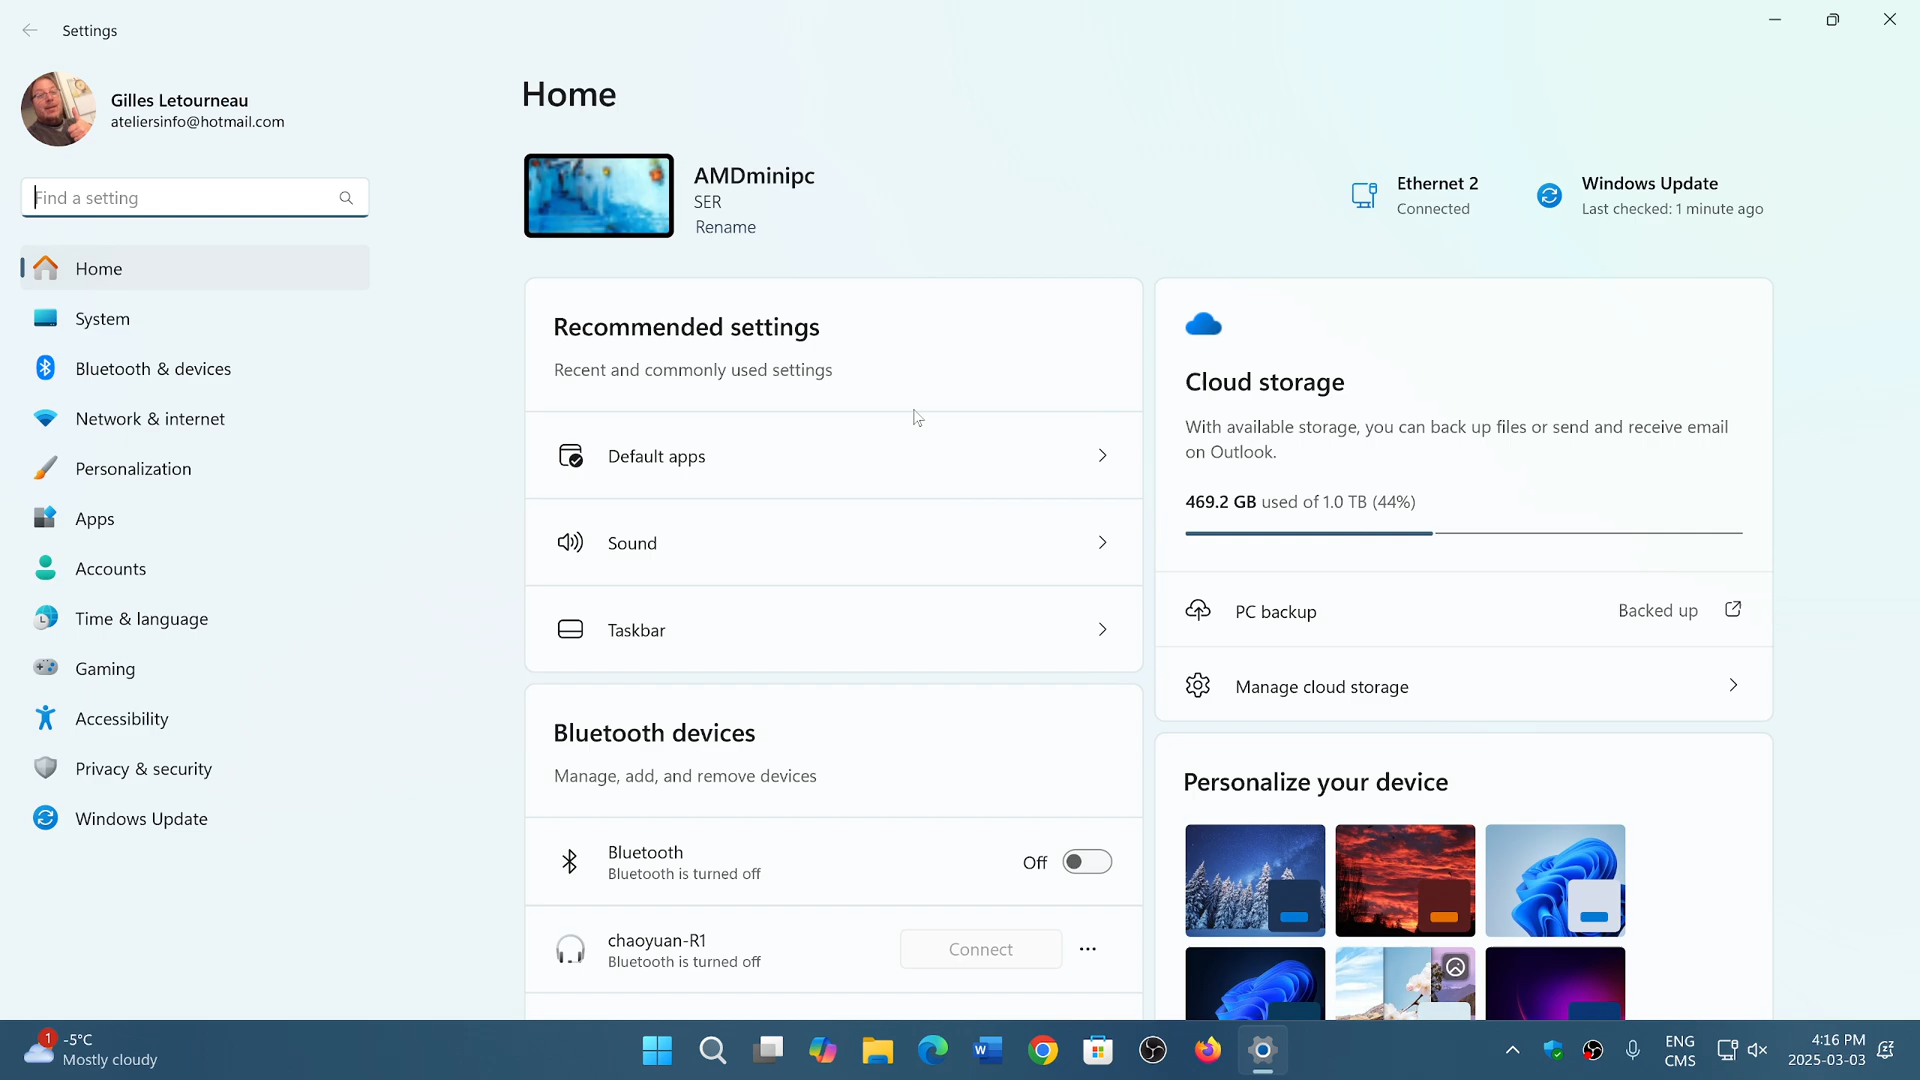 Settings
Gilles Letourneau
ateliersinfo@hotmail.com
Find a setting
Home
System
Bluetooth & devices
Network & internet
Personalization
Apps
Accounts
Time & language
Gaming
Accessibility
Privacy & security
Windows Update
Home
AMDminipc
SER
Rename
Ethernet 2
Connected
Windows Update
Last checked: 1 minute ago
Recommended settings
Recent and commonly used settings
Default apps
Sound
Taskbar
Bluetooth devices
Manage, add, and remove devices
Bluetooth
Bluetooth is turned off
Off
chaoyuan-R1
Bluetooth is turned off
Connect
Cloud storage
With available storage, you can back up files or send and receive email
on Outlook.
469.2 GB used of 1.0 TB (44%)
PC backup
Backed up
Manage cloud storage
Personalize your device
1
-5°C
Mostly cloudy
W
ENG
CMS
4:16 PM
2025-03-03